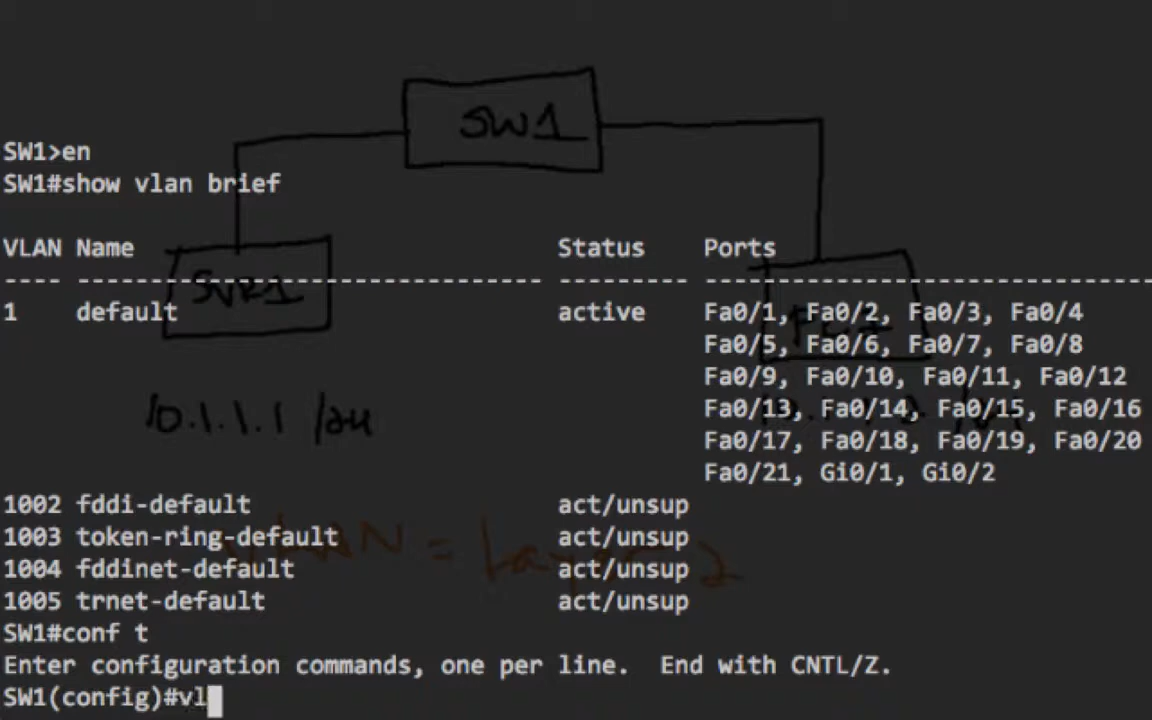 SW1
SW1>en
SW1#show vlan brief
VLAN Name Status Ports
---- -------------------------------- --------- -------------------------------
SVR1
1 default active Fa0/1, Fa0/2, Fa0/3, Fa0/4
Fa0/5, Fa0/6, Fa0/7, Fa0/8
Fa0/9, Fa0/10, Fa0/11, Fa0/12
Fa0/13, Fa0/14, Fa0/15, Fa0/16
10.1.1.1 /24
Fa0/17, Fa0/18, Fa0/19, Fa0/20
Fa0/21, Gi0/1, Gi0/2
1002 fddi-default act/unsup
1003 token-ring-default act/unsup
VLAN = Layer 2
1004 fddinet-default act/unsup
1005 trnet-default act/unsup
SW1#conf t
Enter configuration commands, one per line. End with CNTL/Z.
SW1(config)#vl